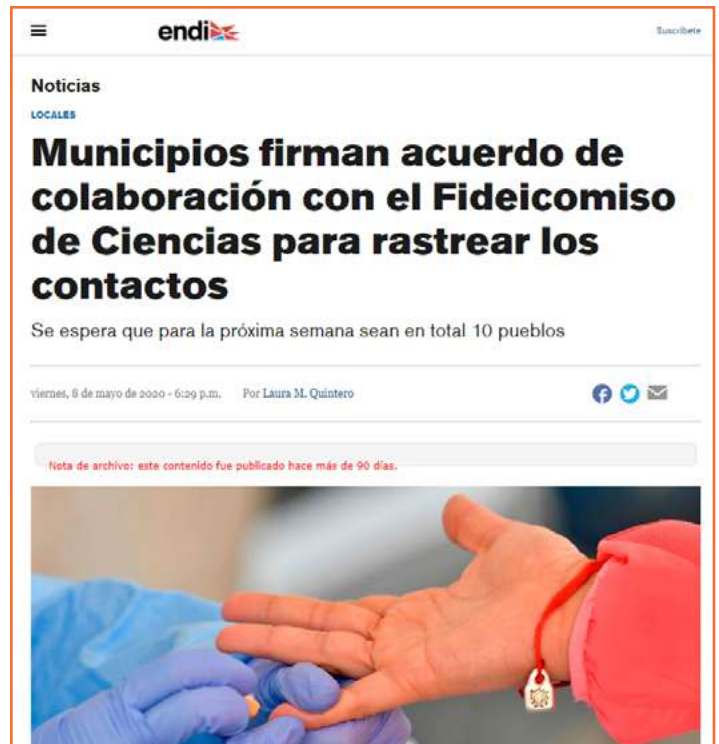 endi
Suscríbete
Noticias
LOCALES
Municipios firman acuerdo de
colaboración con el Fideicomiso
de Ciencias para rastrear los
contactos
Se espera que para la próxima semana sean en total 10 pueblos
viernes, 8 de mayo de 2020 - 6:29 p.m. Por Laura M. Quintero
Nota de archivo: este contenido fue publicado hace más de 90 días.